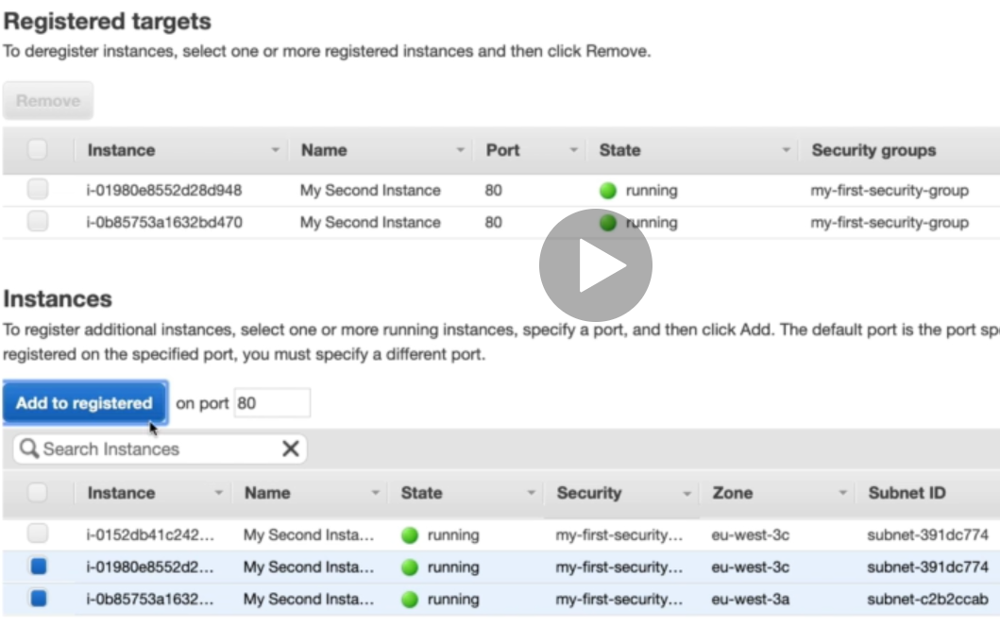 Registered targets
To deregister instances, select one or more registered instances and then click Remove.
Remove
Instance Name Port State Security groups
i-01980e8552d28d948 My Second Instance 80 running my-first-security-group
i-0b85753a1632bd470 My Second Instance 80 running my-first-security-group
Instances
To register additional instances, select one or more running instances, specify a port, and then click Add. The default port is the port spe
registered on the specified port, you must specify a different port.
Add to registered on port 80
Search Instances
Instance Name State Security Zone Subnet ID
i-0152db41c242... My Second Insta... running my-first-security... eu-west-3c subnet-391dc774
i-01980e8552d2... My Second Insta... running my-first-security... eu-west-3c subnet-391dc774
i-0b85753a1632... My Second Insta... running my-first-security... eu-west-3a subnet-c2b2ccab